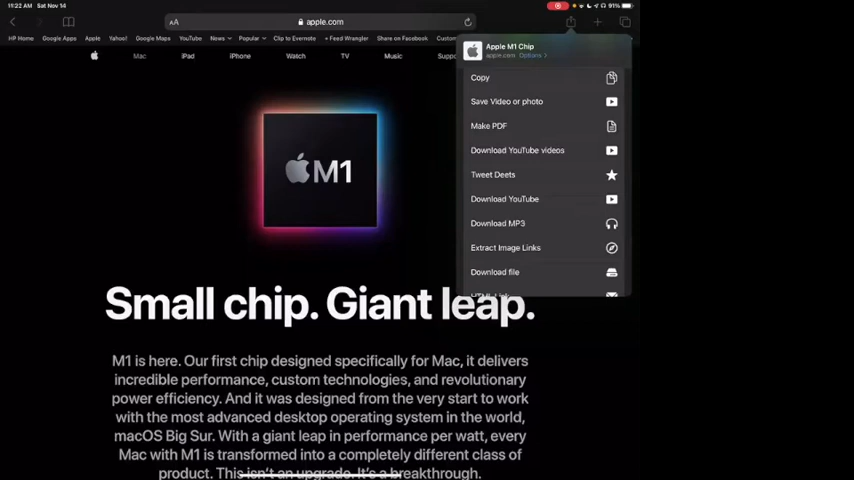 11:22 AM Sat Nov 14
91%
AA
apple.com
HP Home Google Apps Apple Yahoo! Google Maps YouTube News Popular Clip to Evernote + Feed Wrangler Share on Facebook Custom
Mac iPad iPhone Watch TV Music Suppo
Apple M1 Chip
apple.com Options >
Copy
Save Video or photo
Make PDF
Download YouTube videos
Tweet Deets
Download YouTube
Download MP3
Extract Image Links
Download file
M1
Small chip. Giant leap.
M1 is here. Our first chip designed specifically for Mac, it delivers
incredible performance, custom technologies, and revolutionary
power efficiency. And it was designed from the very start to work
with the most advanced desktop operating system in the world,
macOS Big Sur. With a giant leap in performance per watt, every
Mac with M1 is transformed into a completely different class of
product. This isn't an upgrade. It's a breakthrough.